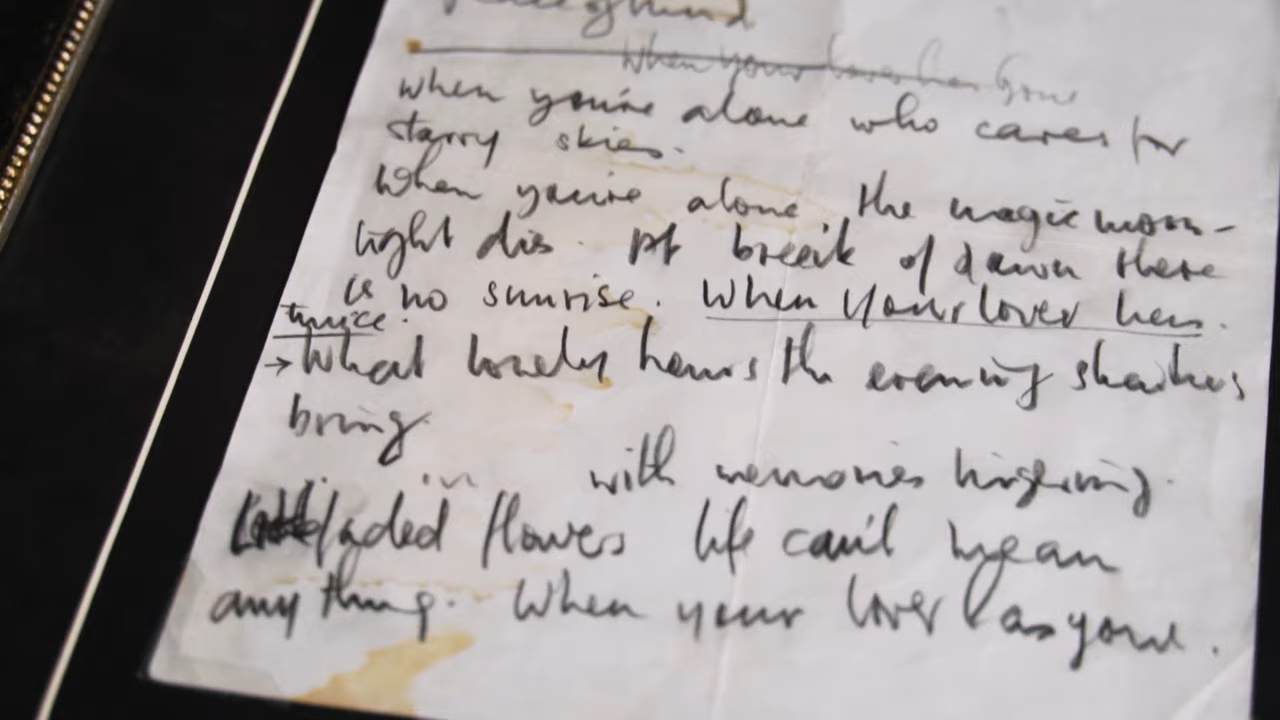 When your lover has Gone
when you're alone who cares for
starry skies.
When you're alone the magic moon-
light dis. At break of dawn there
is no sunrise. When your lover has.
twice.
→ What lonely hours the evening shadows
bring
with memories lingering.
faded flowers life can't mean
anything. When your lover has gone.